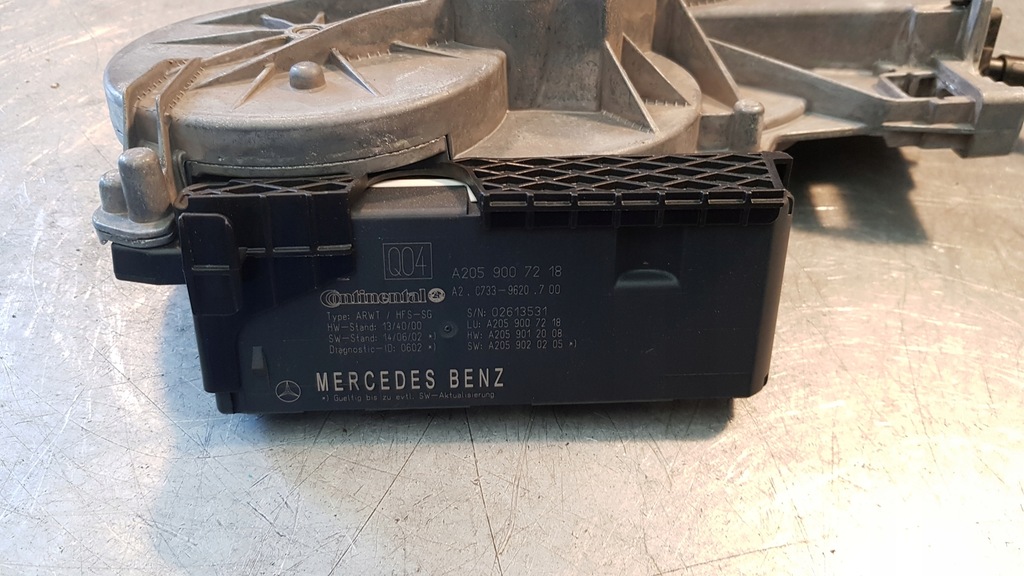 Q04
A205 900 72 18
Continental
A2.C733-9620.700
Type: ARWT / HFS-SG
HW-Stand: 13/40/00
SW-Stand: 14/06/02 *)
Diagnostic-ID: 0602 *)
S/N: 02613531
LU: A205 900 72 18
HW: A205 901 20 08
SW: A205 902 02 05 *)
MERCEDES BENZ
*) Gueltig bis zu evtl. SW-Aktualisierung